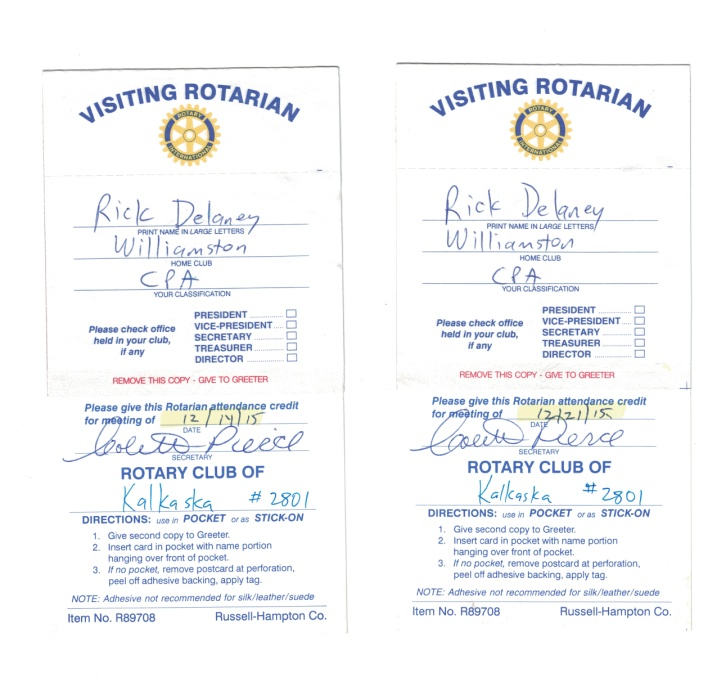 VISITING ROTARIAN
ROTARY
INTERNATIONAL
Rick Delaney
PRINT NAME IN LARGE LETTERS
Williamston
HOME CLUB
CPA
YOUR CLASSIFICATION
Please check office
held in your club,
if any
PRESIDENT
VICE-PRESIDENT
SECRETARY
TREASURER
DIRECTOR
REMOVE THIS COPY - GIVE TO GREETER
Please give this Rotarian attendance credit
for meeting of 12/14/15
DATE
Colette Pierce
SECRETARY
ROTARY CLUB OF
Kalkaska #2801
DIRECTIONS: use in POCKET or as STICK-ON
1. Give second copy to Greeter.
2. Insert card in pocket with name portion
hanging over front of pocket.
3. If no pocket, remove postcard at perforation,
peel off adhesive backing, apply tag.
NOTE: Adhesive not recommended for silk/leather/suede
Item No. R89708 Russell-Hampton Co.
VISITING ROTARIAN
ROTARY
INTERNATIONAL
Rick Delaney
PRINT NAME IN LARGE LETTERS
Williamston
HOME CLUB
CPA
YOUR CLASSIFICATION
Please check office
held in your club,
if any
PRESIDENT
VICE-PRESIDENT
SECRETARY
TREASURER
DIRECTOR
REMOVE THIS COPY - GIVE TO GREETER
Please give this Rotarian attendance credit
for meeting of 12/21/15
DATE
Colette Pierce
SECRETARY
ROTARY CLUB OF
Kalkaska #2801
DIRECTIONS: use in POCKET or as STICK-ON
1. Give second copy to Greeter.
2. Insert card in pocket with name portion
hanging over front of pocket.
3. If no pocket, remove postcard at perforation,
peel off adhesive backing, apply tag.
NOTE: Adhesive not recommended for silk/leather/suede
Item No. R89708 Russell-Hampton Co.